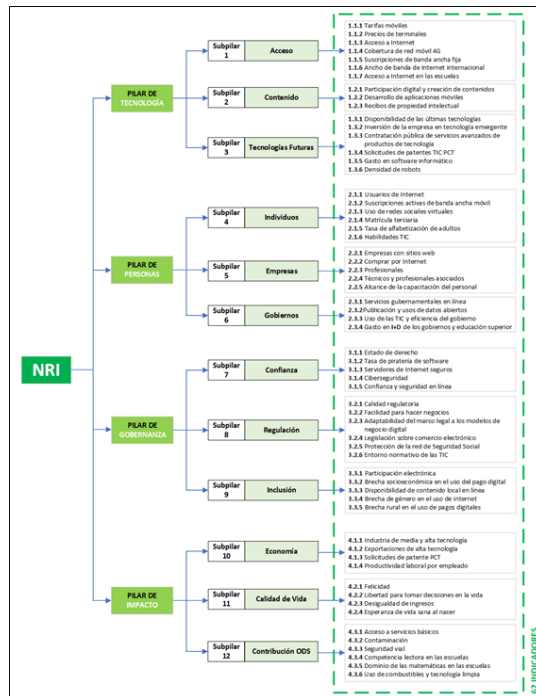 NRI
PILAR DE
TECNOLOGÍA
Subpilar
1
Acceso
1.1.1 Tarifas móviles
1.1.2 Precios de terminales
1.1.3 Acceso a Internet
1.1.4 Cobertura de red móvil 4G
1.1.5 Suscripciones de banda ancha fija
1.1.6 Ancho de banda de Internet internacional
1.1.7 Acceso a Internet en las escuelas
Subpilar
2
Contenido
1.2.1 Participación digital y creación de contenidos
1.2.2 Desarrollo de aplicaciones móviles
1.2.3 Recibos de propiedad intelectual
Subpilar
3
Tecnologías Futuras
1.3.1 Disponibilidad de las últimas tecnologías
1.3.2 Inversión de la empresa en tecnología emergente
1.3.3 Contratación pública de servicios avanzados de
productos de tecnología
1.3.4 Solicitudes de patentes TIC PCT
1.3.5 Gasto en software informático
1.3.6 Densidad de robots
PILAR DE
PERSONAS
Subpilar
4
Individuos
2.1.1 Usuarios de Internet
2.1.2 Suscripciones activas de banda ancha móvil
2.1.3 Uso de redes sociales virtuales
2.1.4 Matrícula terciaria
2.1.5 Tasa de alfabetización de adultos
2.1.6 Habilidades TIC
Subpilar
5
Empresas
2.2.1 Empresas con sitios web
2.2.2 Comprar por Internet
2.2.3 Profesionales
2.2.4 Técnicos y profesionales asociados
2.2.5 Alcance de la capacitación del personal
Subpilar
6
Gobiernos
2.3.1 Servicios gubernamentales en línea
2.3.2Publicación y usos de datos abiertos
2.3.3 Uso de las TIC y eficiencia del gobierno
2.3.4 Gasto en I+D de los gobiernos y educación superior
PILAR DE
GOBERNANZA
Subpilar
7
Confianza
3.1.1 Estado de derecho
3.1.2 Tasa de piratería de software
3.1.3 Servidores de Internet seguros
3.1.4 Ciberseguridad
3.1.5 Confianza y seguridad en línea
Subpilar
8
Regulación
3.2.1 Calidad regulatoria
3.2.2 Facilidad para hacer negocios
3.2.3 Adaptabilidad del marco legal a los modelos de
negocio digital
3.2.4 Legislación sobre comercio electrónico
3.2.5 Protección de la red de Seguridad Social
3.2.6 Entorno normativo de las TIC
Subpilar
9
Inclusión
3.3.1 Participación electrónica
3.3.2 Brecha socioeconómica en el uso del pago digital
3.3.3 Disponibilidad de contenido local en línea
3.3.4 Brecha de género en el uso de internet
3.3.5 Brecha rural en el uso de pagos digitales
PILAR DE
IMPACTO
Subpilar
10
Economía
4.1.1 Industria de media y alta tecnología
4.1.2 Exportaciones de alta tecnología
4.1.3 Solicitudes de patente PCT
4.1.4 Productividad laboral por empleado
Subpilar
11
Calidad de Vida
4.2.1 Felicidad
4.2.2 Libertad para tomar decisiones en la vida
4.2.3 Desigualdad de ingresos
4.2.4 Esperanza de vida sana al nacer
Subpilar
12
Contribución ODS
4.3.1 Acceso a servicios básicos
4.3.2 Contaminación
4.3.3 Seguridad vial
4.3.4 Competencia lectora en las escuelas
4.3.5 Dominio de las matemáticas en las escuelas
4.3.6 Uso de combustibles y tecnología limpia
62 INDICADORES